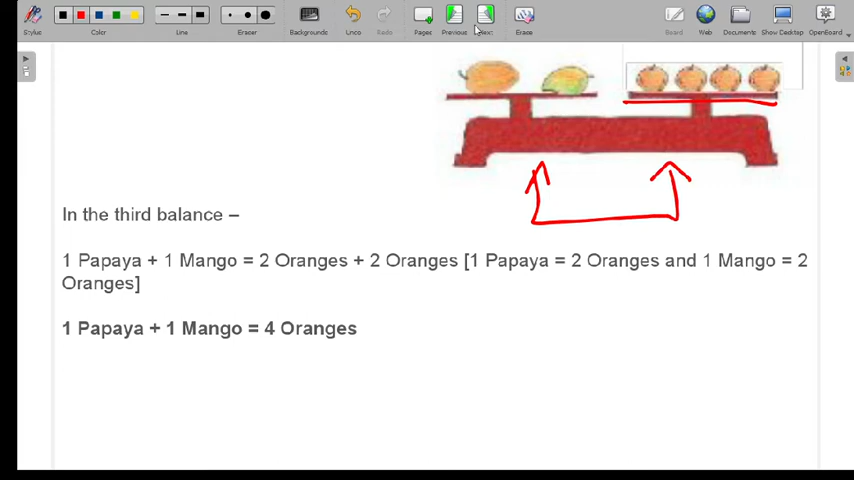 Stylus
Color
Line
Eraser
Backgrounds
Undo
Redo
Pages
Previous
Next
Erase
Board
Web
Documents
Show Desktop
OpenBoard
In the third balance –
1 Papaya + 1 Mango = 2 Oranges + 2 Oranges [1 Papaya = 2 Oranges and 1 Mango = 2
Oranges]
1 Papaya + 1 Mango = 4 Oranges